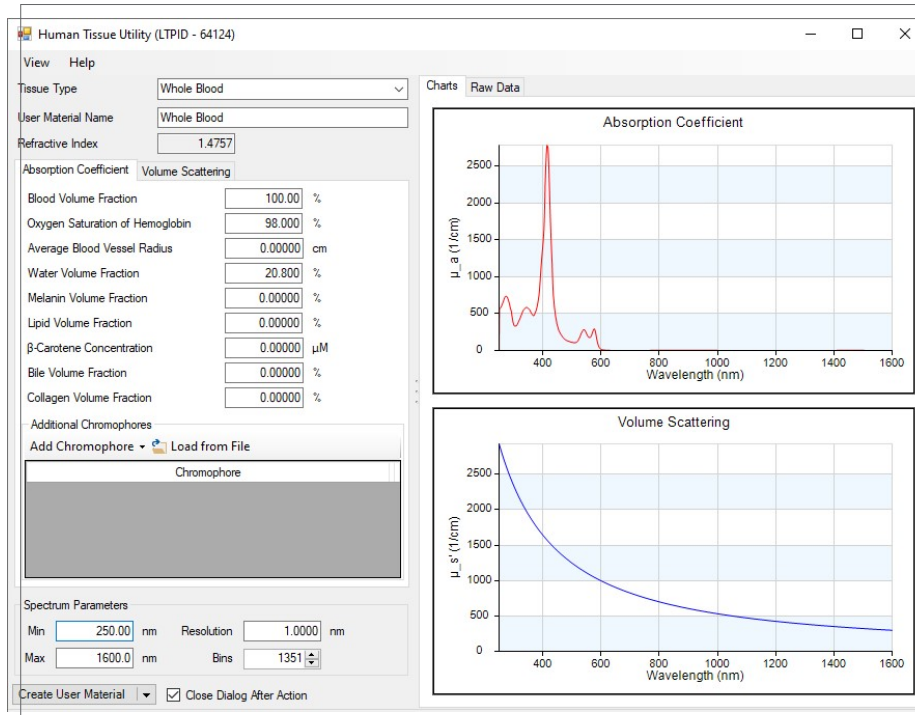 Human Tissue Utility (LTPID - 64124)
View Help
Tissue Type Whole Blood
User Material Name Whole Blood
Refractive Index 1.4757
Absorption Coefficient Volume Scattering
Blood Volume Fraction 100.00 %
Oxygen Saturation of Hemoglobin 98.000 %
Average Blood Vessel Radius 0.00000 cm
Water Volume Fraction 20.800 %
Melanin Volume Fraction 0.00000 %
Lipid Volume Fraction 0.00000 %
β-Carotene Concentration 0.00000 μM
Bile Volume Fraction 0.00000 %
Collagen Volume Fraction 0.00000 %
Additional Chromophores
Add Chromophore Load from File
Chromophore
Spectrum Parameters
Min 250.00 nm Resolution 1.0000 nm
Max 1600.0 nm Bins 1351
Create User Material Close Dialog After Action
Charts Raw Data
Absorption Coefficient
μ_a (1/cm)
2500
2000
1500
1000
500
0
400 600 800 1000 1200 1400 1600
Wavelength (nm)
Volume Scattering
μ_s' (1/cm)
2500
2000
1500
1000
500
0
400 600 800 1000 1200 1400 1600
Wavelength (nm)